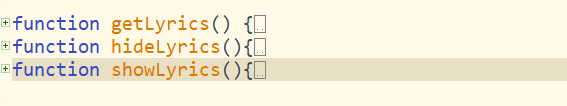 function getLyrics() {..
function hideLyrics(){..
function showLyrics(){..